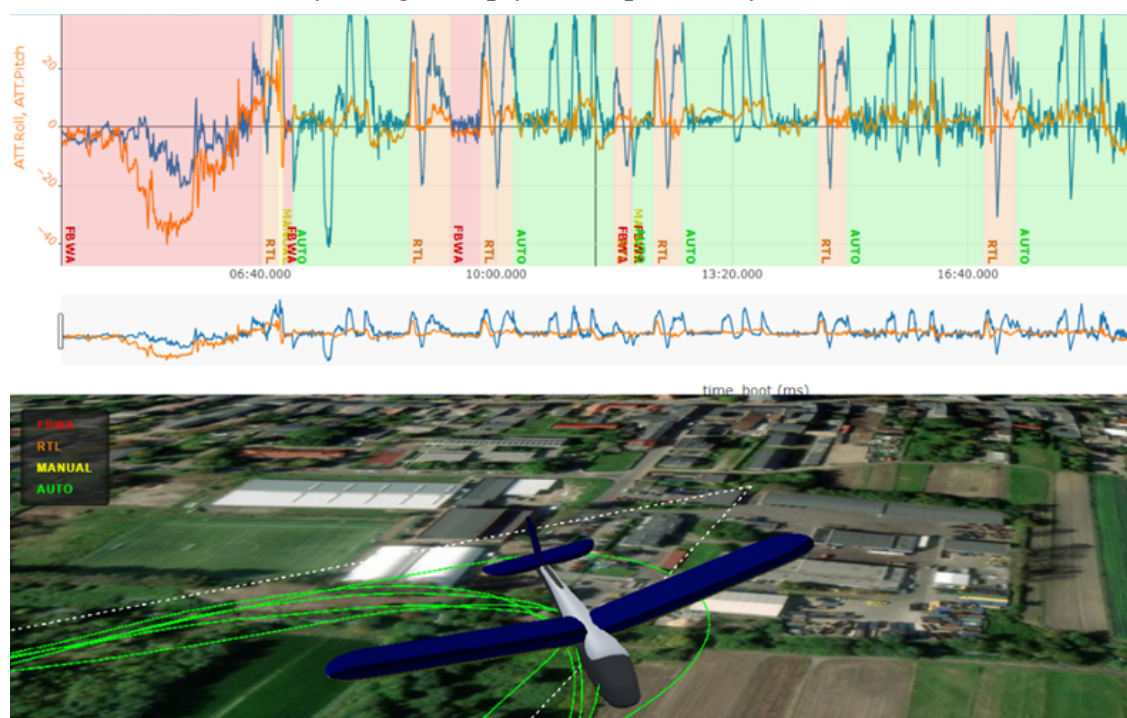 ATT.Roll, ATT.Pitch
20
0
−20
−40
FBWA
RTL
FBWA
AUTO
RTL
FBWA
RTL
AUTO
FBWA
FBWA
RTL
AUTO
RTL
AUTO
RTL
AUTO
06:40.000 10:00.000 13:20.000 16:40.000
time_boot (ms)
FBWA
RTL
MANUAL
AUTO